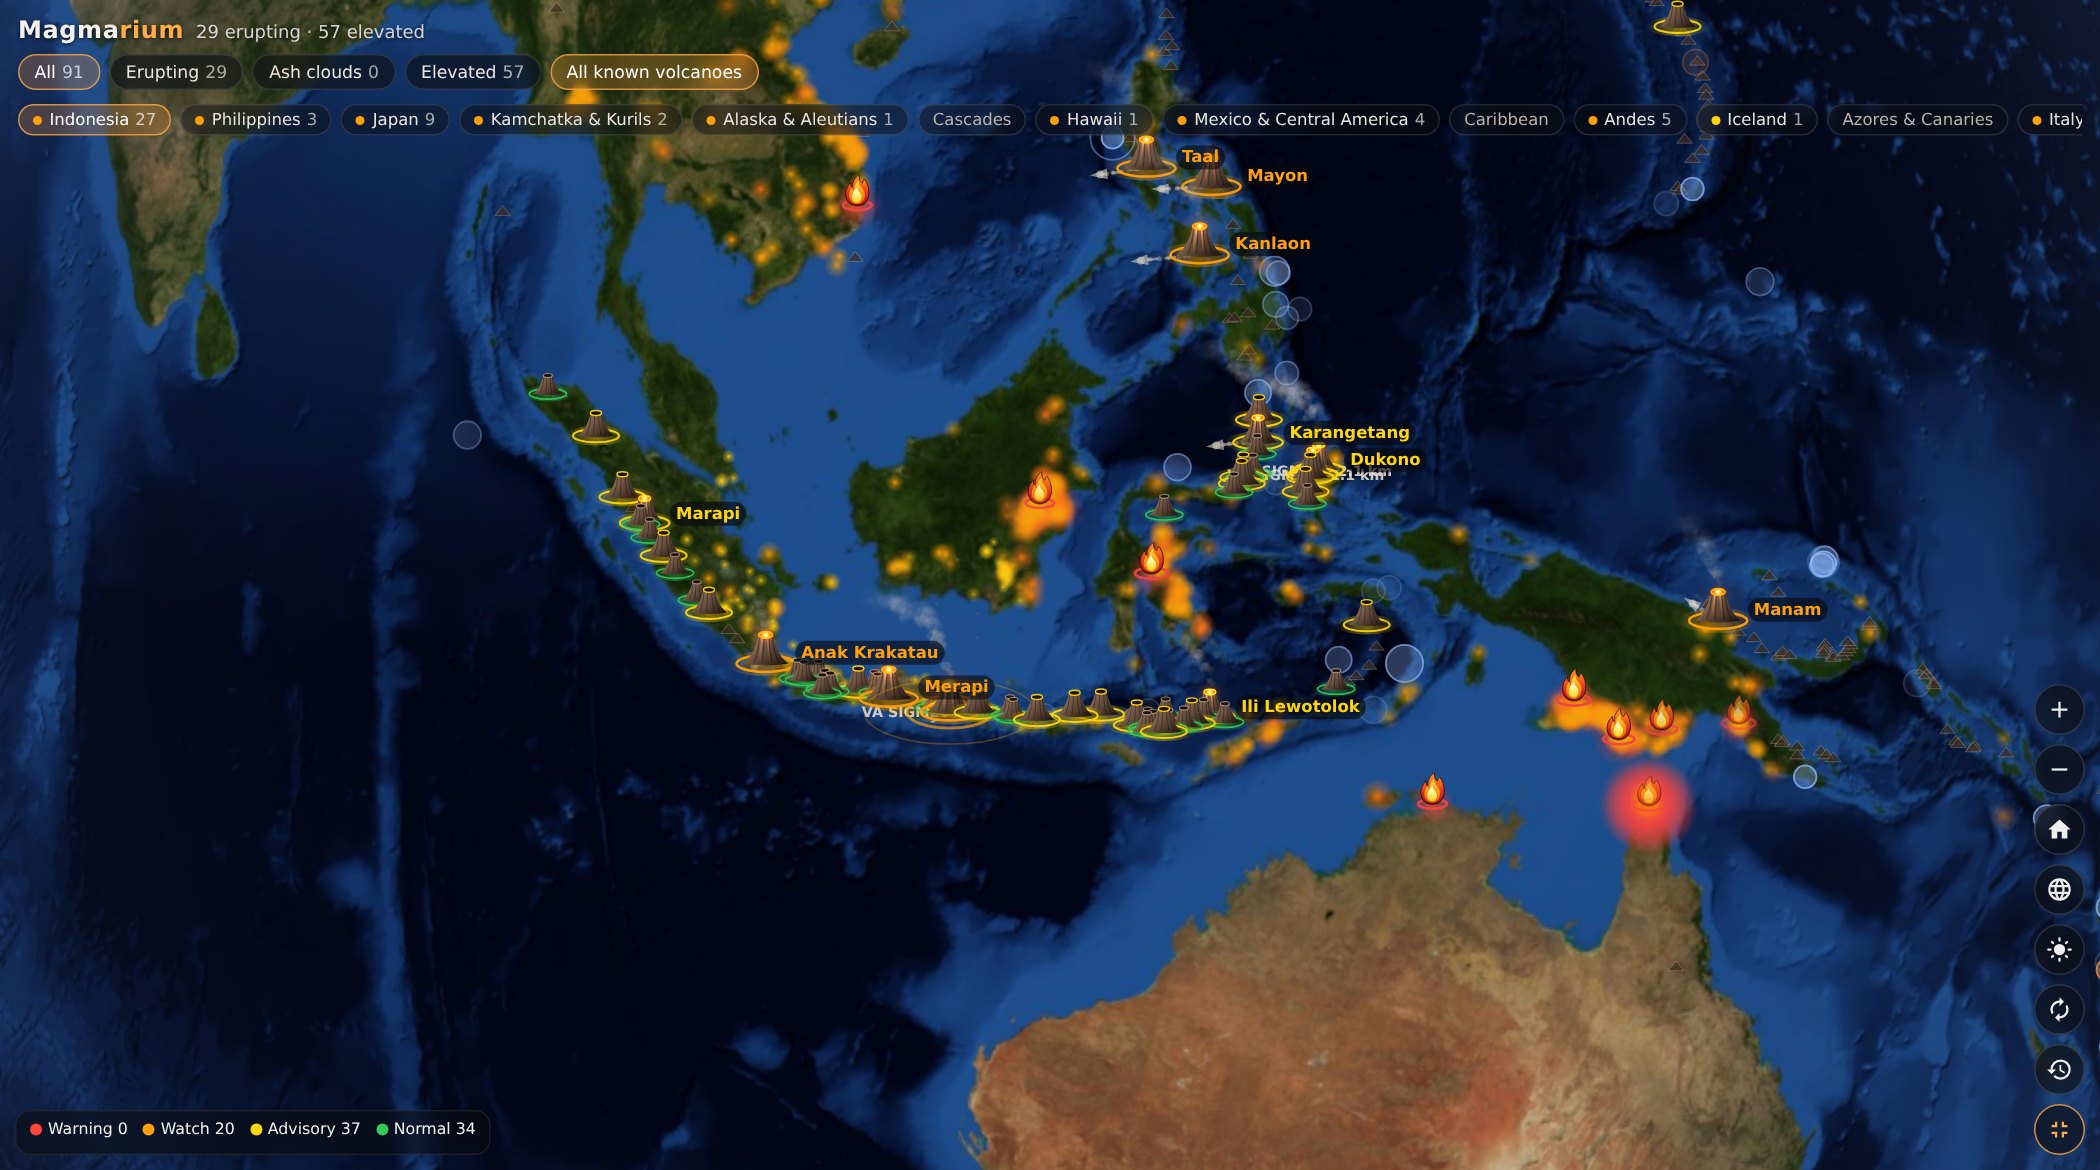 Magmarium 29 erupting · 57 elevated
All 91 Erupting 29 Ash clouds 0 Elevated 57 All known volcanoes
Indonesia 27 Philippines 3 Japan 9 Kamchatka & Kurils 2 Alaska & Aleutians 1 Cascades Hawaii 1 Mexico & Central America 4 Caribbean Andes 5 Iceland 1 Azores & Canaries Italy
Taal
Mayon
Kanlaon
Karangetang
Dukono
Marapi
Manam
Anak Krakatau
Merapi
VA SIGM
Ili Lewotolok
Warning 0 Watch 20 Advisory 37 Normal 34